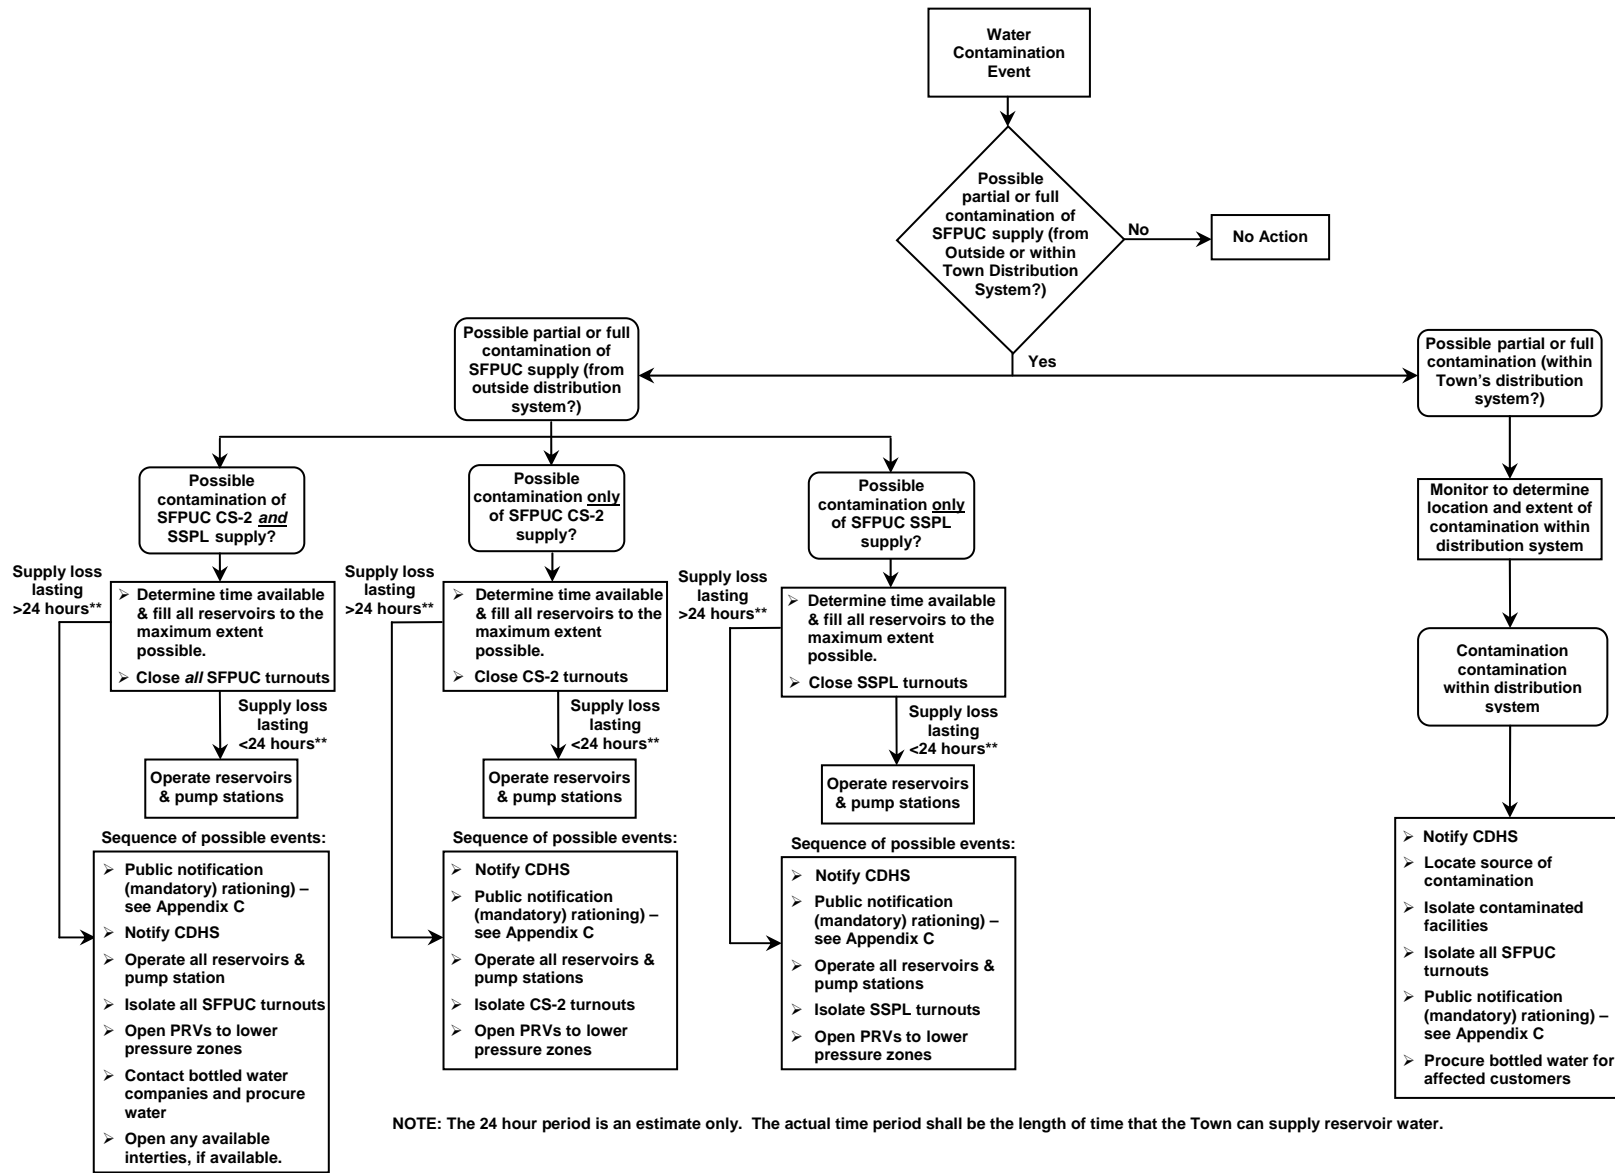 Water
Contamination
Event
Possible
partial or full
contamination of
SFPUC supply (from
Outside or within
Town Distribution
System?)
No
No Action
Yes
Possible partial or full
contamination of
SFPUC supply (from
outside distribution
system?)
Possible partial or full
contamination (within
Town's distribution
system?)
Possible
contamination of
SFPUC CS-2 and
SSPL supply?
Possible
contamination only
of SFPUC CS-2
supply?
Possible
contamination only
of SFPUC SSPL
supply?
Monitor to determine
location and extent of
contamination within
distribution system
Supply loss
lasting
>24 hours**
➢ Determine time available
& fill all reservoirs to the
maximum extent
possible.
➢ Close all SFPUC turnouts
Supply loss
lasting
<24 hours**
Operate reservoirs
& pump stations
Sequence of possible events:
➢ Public notification
(mandatory) rationing) –
see Appendix C
➢ Notify CDHS
➢ Operate all reservoirs &
pump station
➢ Isolate all SFPUC turnouts
➢ Open PRVs to lower
pressure zones
➢ Contact bottled water
companies and procure
water
➢ Open any available
interties, if available.
Supply loss
lasting
>24 hours**
➢ Determine time available
& fill all reservoirs to the
maximum extent
possible.
➢ Close CS-2 turnouts
Supply loss
lasting
<24 hours**
Operate reservoirs
& pump stations
Sequence of possible events:
➢ Notify CDHS
➢ Public notification
(mandatory) rationing) –
see Appendix C
➢ Operate all reservoirs &
pump stations
➢ Isolate CS-2 turnouts
➢ Open PRVs to lower
pressure zones
Supply loss
lasting
>24 hours**
➢ Determine time available
& fill all reservoirs to the
maximum extent
possible.
➢ Close SSPL turnouts
Supply loss
lasting
<24 hours**
Operate reservoirs
& pump stations
Sequence of possible events:
➢ Notify CDHS
➢ Public notification
(mandatory) rationing) –
see Appendix C
➢ Operate all reservoirs &
pump stations
➢ Isolate SSPL turnouts
➢ Open PRVs to lower
pressure zones
Contamination
contamination
within distribution
system
➢ Notify CDHS
➢ Locate source of
contamination
➢ Isolate contaminated
facilities
➢ Isolate all SFPUC
turnouts
➢ Public notification
(mandatory) rationing) –
see Appendix C
➢ Procure bottled water for
affected customers
NOTE: The 24 hour period is an estimate only. The actual time period shall be the length of time that the Town can supply reservoir water.